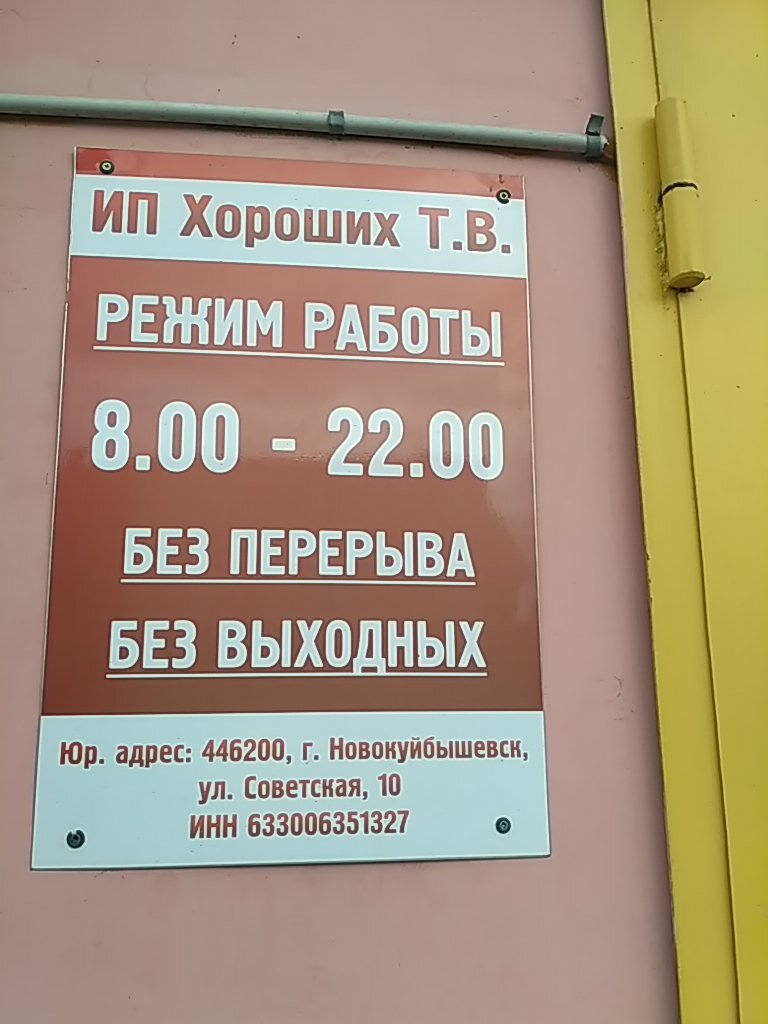 ИП Хороших Т.В.
РЕЖИМ РАБОТЫ
8.00 - 22.00
БЕЗ ПЕРЕРЫВА
БЕЗ ВЫХОДНЫХ
Юр. адрес: 446200, г. Новокуйбышевск,
ул. Советская, 10
ИНН 633006351327